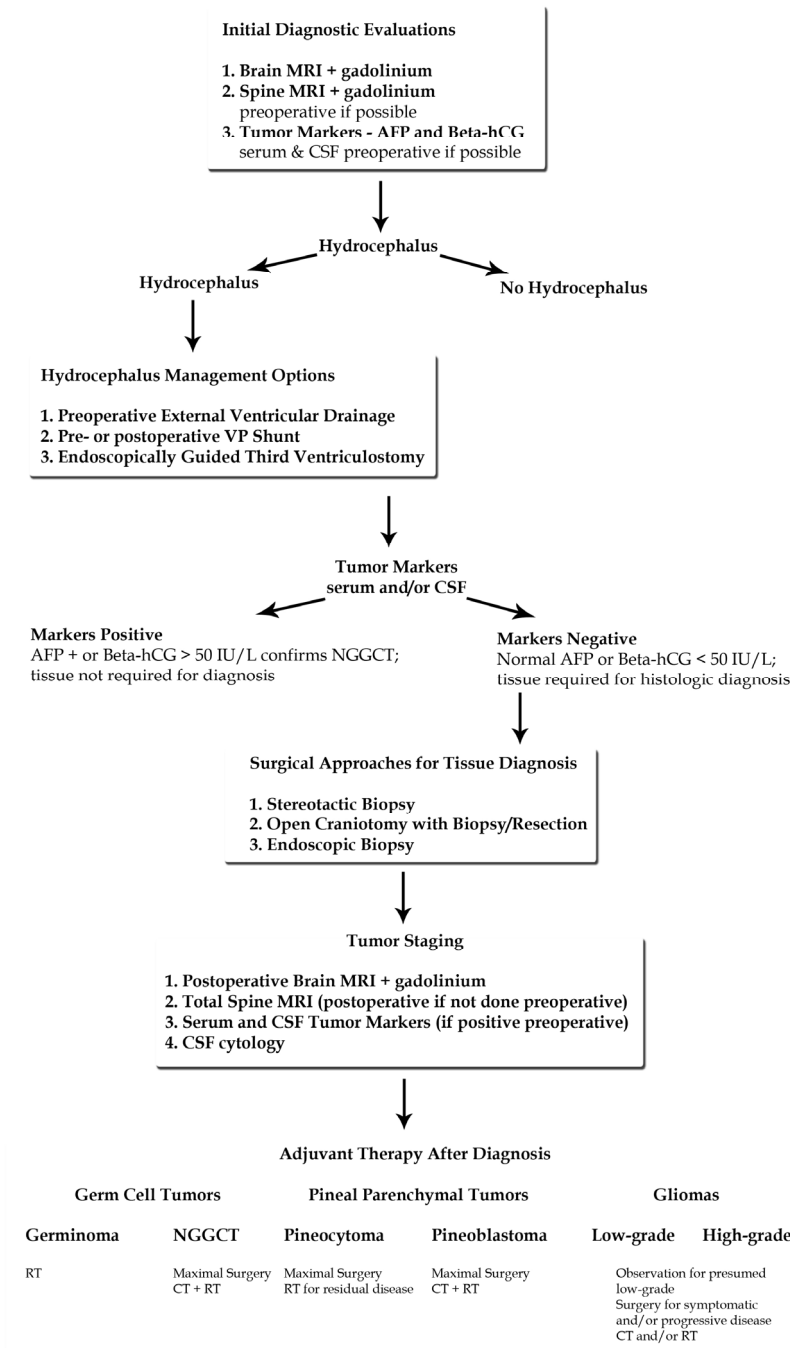 Initial Diagnostic Evaluations
1. Brain MRI + gadolinium
2. Spine MRI + gadolinium
preoperative if possible
3. Tumor Markers - AFP and Beta-hCG
serum & CSF preoperative if possible
Hydrocephalus
Hydrocephalus
No Hydrocephalus
Hydrocephalus Management Options
1. Preoperative External Ventricular Drainage
2. Pre- or postoperative VP Shunt
3. Endoscopically Guided Third Ventriculostomy
Tumor Markers
serum and/or CSF
Markers Positive
AFP + or Beta-hCG > 50 IU/L confirms NGGCT;
tissue not required for diagnosis
Markers Negative
Normal AFP or Beta-hCG < 50 IU/L;
tissue required for histologic diagnosis
Surgical Approaches for Tissue Diagnosis
1. Stereotactic Biopsy
2. Open Craniotomy with Biopsy/Resection
3. Endoscopic Biopsy
Tumor Staging
1. Postoperative Brain MRI + gadolinium
2. Total Spine MRI (postoperative if not done preoperative)
3. Serum and CSF Tumor Markers (if positive preoperative)
4. CSF cytology
Adjuvant Therapy After Diagnosis
Germ Cell Tumors
Pineal Parenchymal Tumors
Gliomas
Germinoma
NGGCT
Pineocytoma
Pineoblastoma
Low-grade
High-grade
RT
Maximal Surgery
CT + RT
Maximal Surgery
RT for residual disease
Maximal Surgery
CT + RT
Observation for presumed
low-grade
Surgery for symptomatic
and/or progressive disease
CT and/or RT